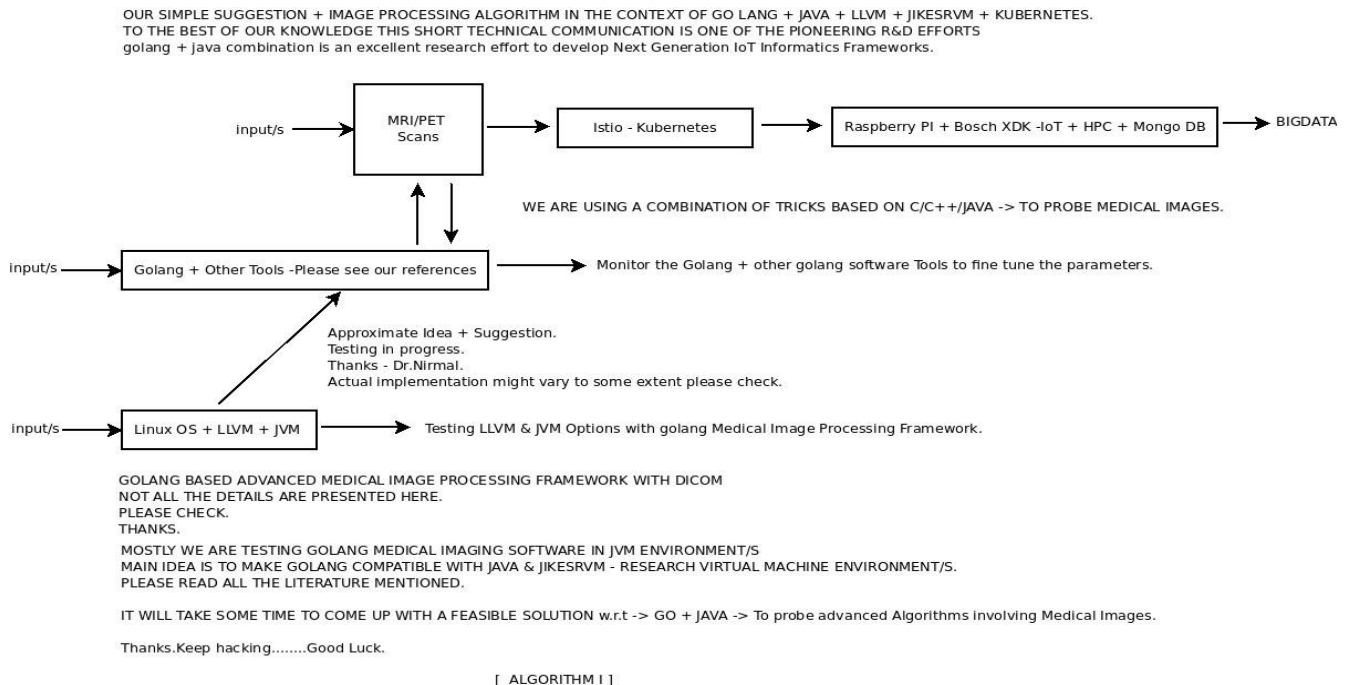 OUR SIMPLE SUGGESTION + IMAGE PROCESSING ALGORITHM IN THE CONTEXT OF GO LANG + JAVA + LLVM + JIKESRVM + KUBERNETES.
TO THE BEST OF OUR KNOWLEDGE THIS SHORT TECHNICAL COMMUNICATION IS ONE OF THE PIONEERING R&D EFFORTS
golang + java combination is an excellent research effort to develop Next Generation IoT Informatics Frameworks.
input/s
MRI/PET
Scans
Istio - Kubernetes
Raspberry PI + Bosch XDK -IoT + HPC + Mongo DB
BIGDATA
WE ARE USING A COMBINATION OF TRICKS BASED ON C/C++/JAVA -> TO PROBE MEDICAL IMAGES.
input/s
Golang + Other Tools -Please see our references
Monitor the Golang + other golang software Tools to fine tune the parameters.
Approximate Idea + Suggestion.
Testing in progress.
Thanks - Dr.Nirmal.
Actual implementation might vary to some extent please check.
input/s
Linux OS + LLVM + JVM
Testing LLVM & JVM Options with golang Medical Image Processing Framework.
GOLANG BASED ADVANCED MEDICAL IMAGE PROCESSING FRAMEWORK WITH DICOM
NOT ALL THE DETAILS ARE PRESENTED HERE.
PLEASE CHECK.
THANKS.
MOSTLY WE ARE TESTING GOLANG MEDICAL IMAGING SOFTWARE IN JVM ENVIRONMENT/S
MAIN IDEA IS TO MAKE GOLANG COMPATIBLE WITH JAVA & JIKESRVM - RESEARCH VIRTUAL MACHINE ENVIRONMENT/S.
PLEASE READ ALL THE LITERATURE MENTIONED.
IT WILL TAKE SOME TIME TO COME UP WITH A FEASIBLE SOLUTION w.r.t -> GO + JAVA -> To probe advanced Algorithms involving Medical Images.
Thanks.Keep hacking........Good Luck.
[ ALGORITHM I ]